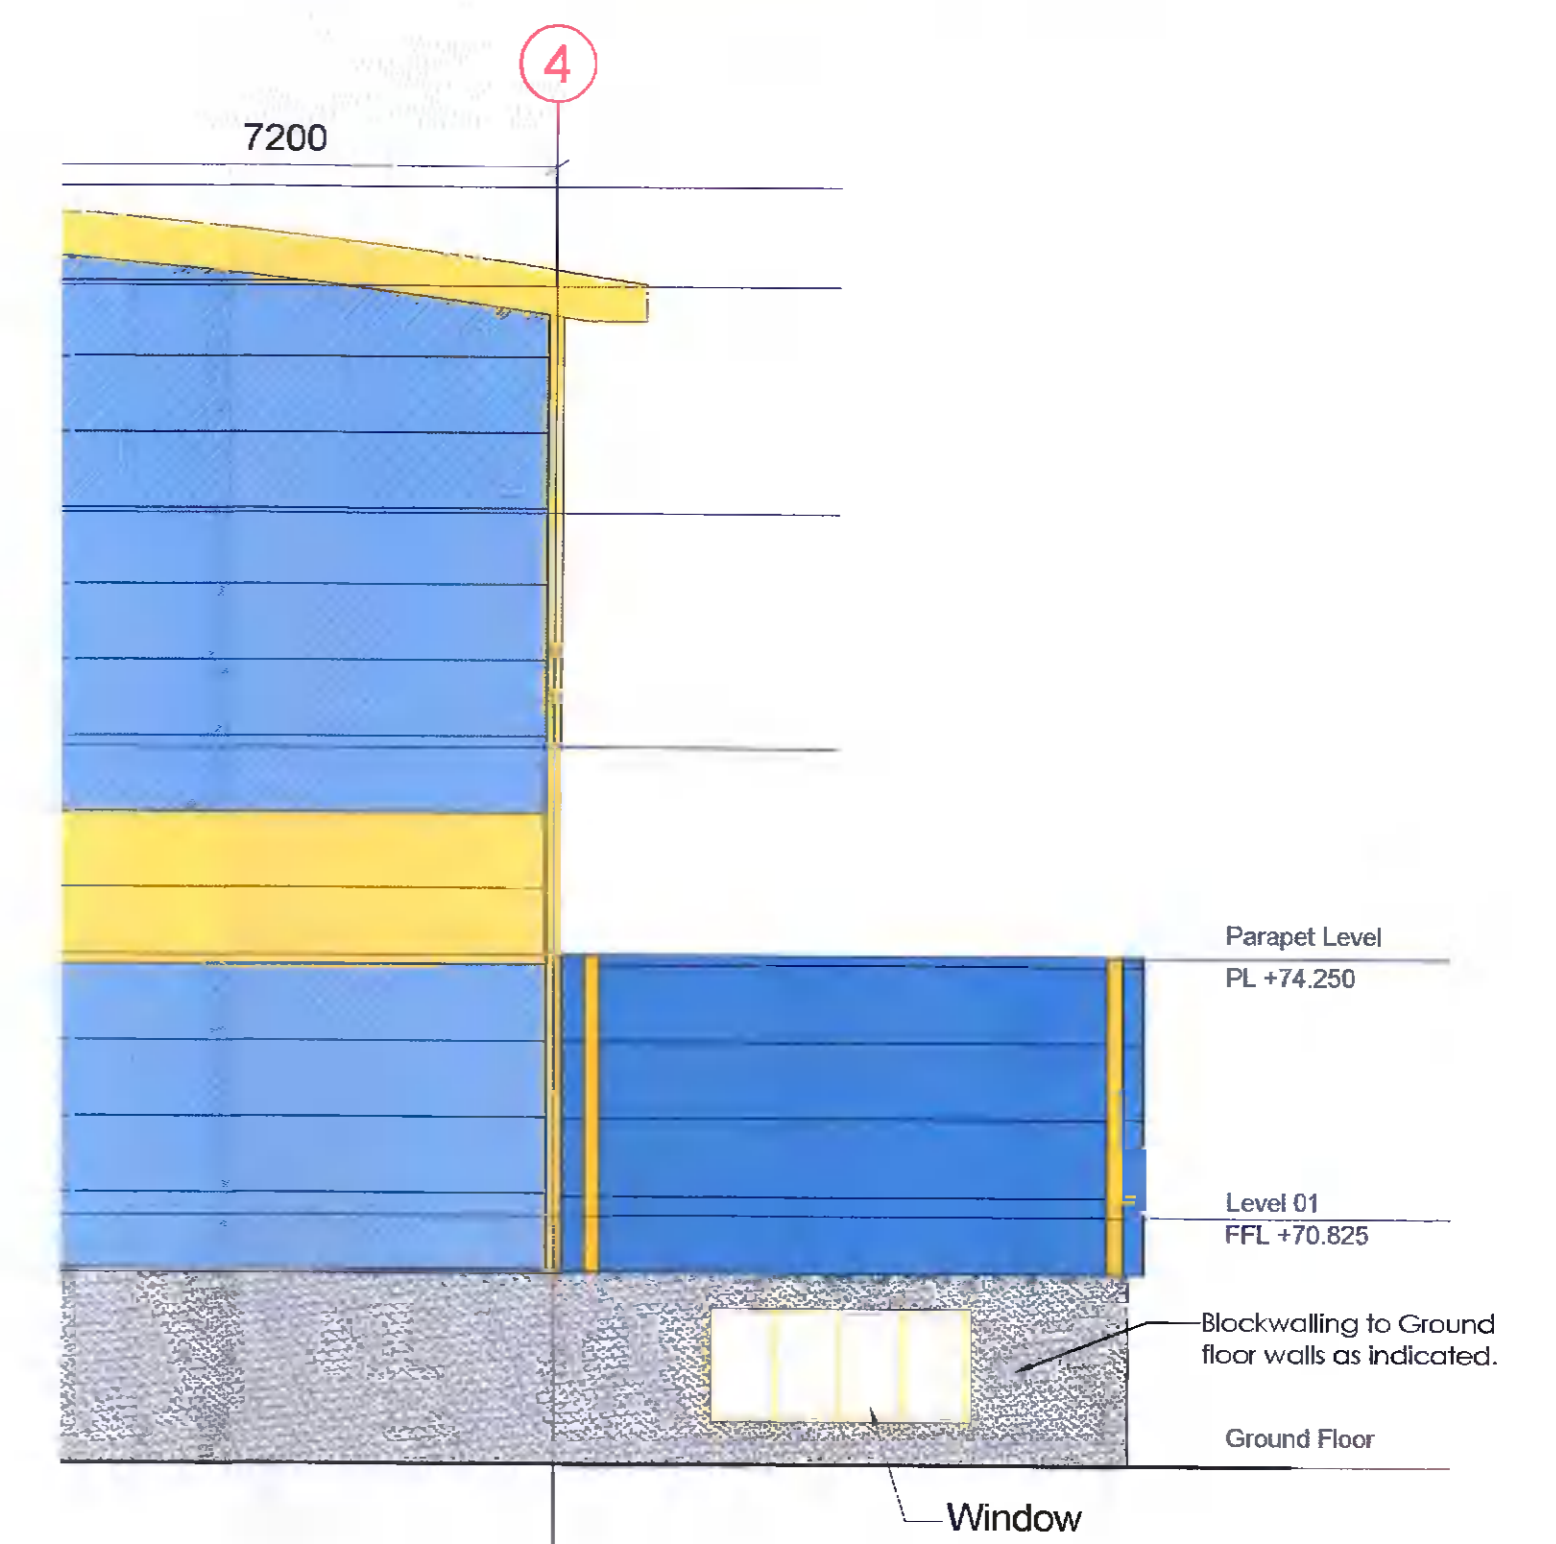 4
7200
Parapet Level
PL +74.250
Level 01
FFL +70.825
Blockwalling to Ground
floor walls as indicated.
Ground Floor
Window